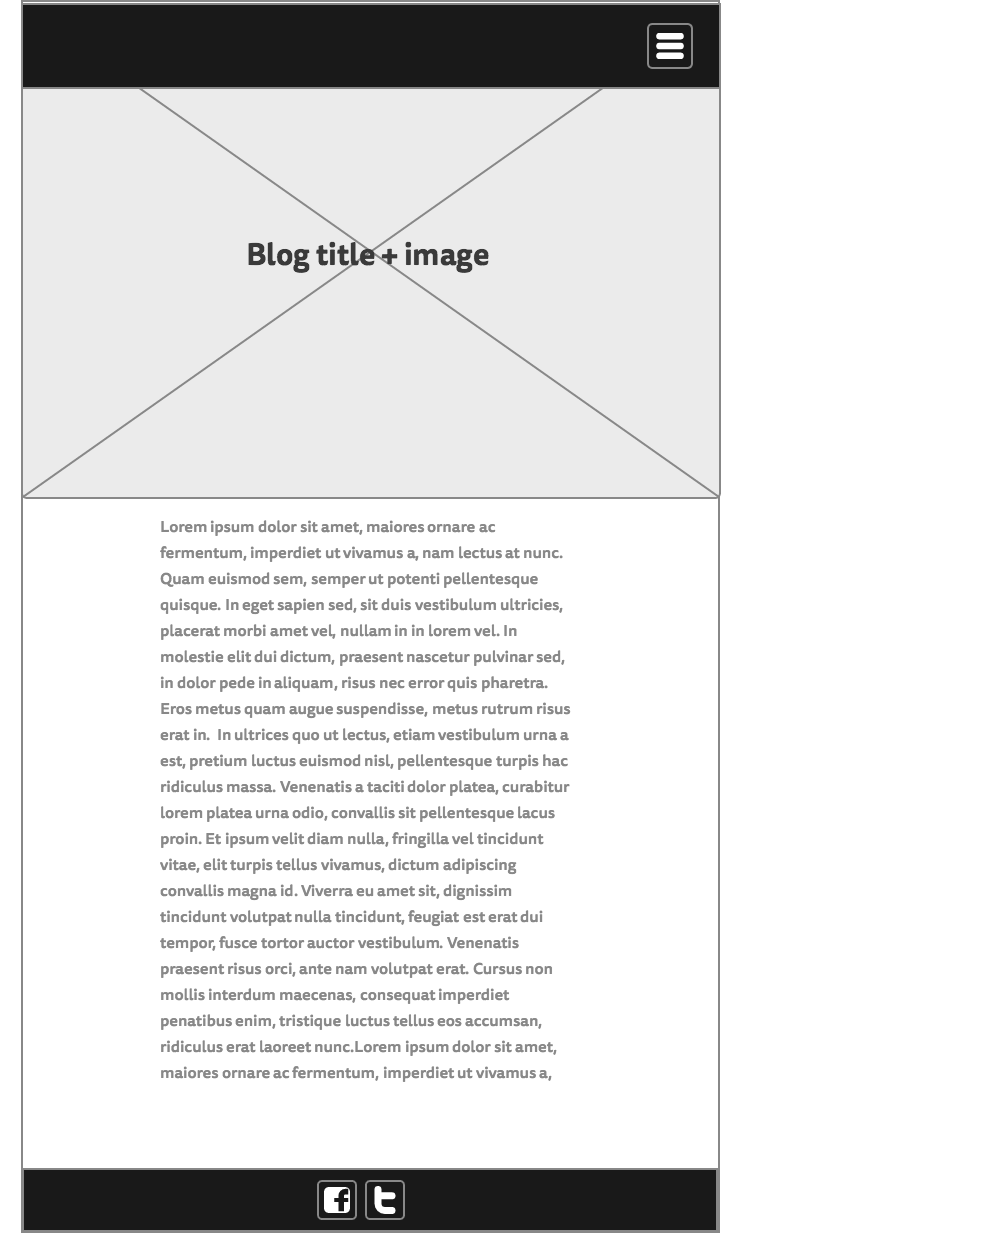 Blog title + image
Lorem ipsum dolor sit amet, maiores ornare ac
fermentum, imperdiet ut vivamus a, nam lectus at nunc.
Quam euismod sem, semper ut potenti pellentesque
quisque. In eget sapien sed, sit duis vestibulum ultricies,
placerat morbi amet vel, nullam in in lorem vel. In
molestie elit dui dictum, praesent nascetur pulvinar sed,
in dolor pede in aliquam, risus nec error quis pharetra.
Eros metus quam augue suspendisse, metus rutrum risus
erat in.  In ultrices quo ut lectus, etiam vestibulum urna a
est, pretium luctus euismod nisl, pellentesque turpis hac
ridiculus massa. Venenatis a taciti dolor platea, curabitur
lorem platea urna odio, convallis sit pellentesque lacus
proin. Et ipsum velit diam nulla, fringilla vel tincidunt
vitae, elit turpis tellus vivamus, dictum adipiscing
convallis magna id. Viverra eu amet sit, dignissim
tincidunt volutpat nulla tincidunt, feugiat est erat dui
tempor, fusce tortor auctor vestibulum. Venenatis
praesent risus orci, ante nam volutpat erat. Cursus non
mollis interdum maecenas, consequat imperdiet
penatibus enim, tristique luctus tellus eos accumsan,
ridiculus erat laoreet nunc.Lorem ipsum dolor sit amet,
maiores ornare ac fermentum, imperdiet ut vivamus a,